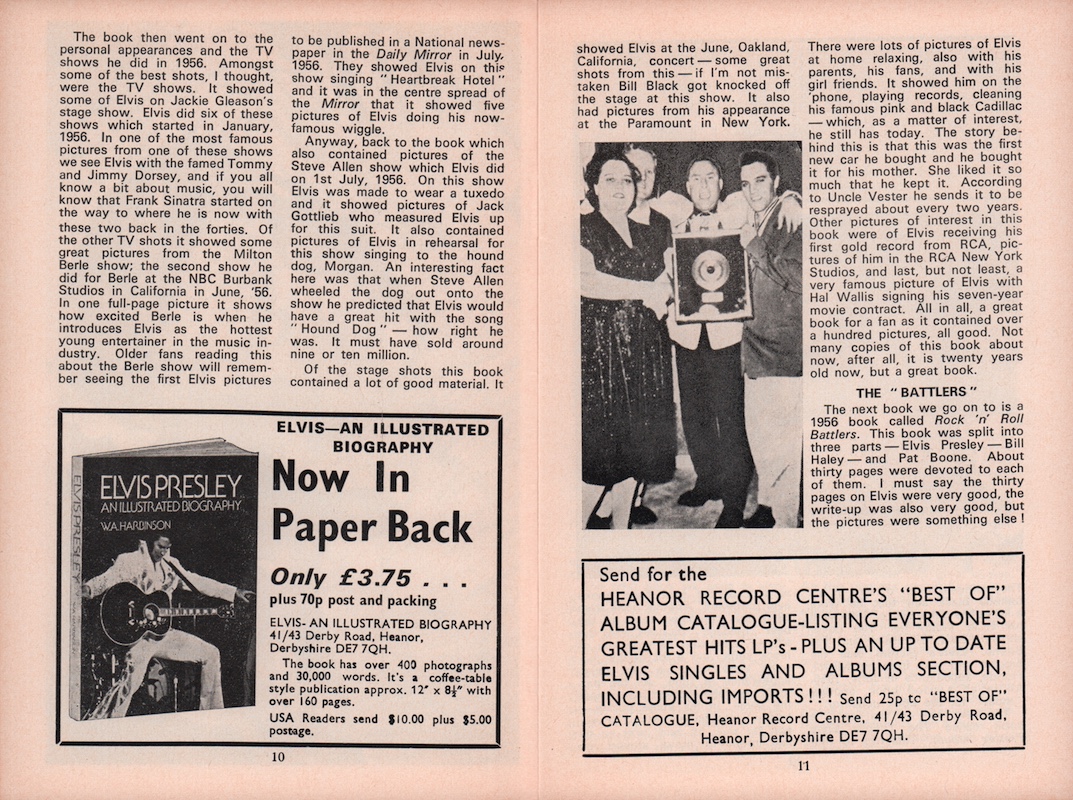 The book then went on to the
personal appearances and the TV
shows he did in 1956. Amongst
some of the best shots, I thought,
were the TV shows. It showed
some of Elvis on Jackie Gleason's
stage show. Elvis did six of these
shows which started in January,
1956. In one of the most famous
pictures from one of these shows
we see Elvis with the famed Tommy
and Jimmy Dorsey, and if you all
know a bit about music, you will
know that Frank Sinatra started on
the way to where he is now with
these two back in the forties. Of
the other TV shots it showed some
great pictures from the Milton
Berle show; the second show he
did for Berle at the NBC Burbank
Studios in California in June, '56.
In one full-page picture it shows
how excited Berle is when he
introduces Elvis as the hottest
young entertainer in the music in-
dustry. Older fans reading this
about the Berle show will remem-
ber seeing the first Elvis pictures
to be published in a National news-
paper in the Daily Mirror in July,
1956. They showed Elvis on this
show singing "Heartbreak Hotel"
and it was in the centre spread of
the Mirror that it showed five
pictures of Elvis doing his now-
famous wiggle.
Anyway, back to the book which
also contained pictures of the
Steve Allen show which Elvis did
on 1st July, 1956. On this show
Elvis was made to wear a tuxedo
and it showed pictures of Jack
Gottlieb who measured Elvis up
for this suit. It also contained
pictures of Elvis in rehearsal for
this show singing to the hound
dog, Morgan. An interesting fact
here was that when Steve Allen
wheeled the dog out onto the
show he predicted that Elvis would
have a great hit with the song
"Hound Dog" — how right he
was. It must have sold around
nine or ten million.
Of the stage shots this book
contained a lot of good material. It
ELVIS PRESLEY
AN ILLUSTRATED BIOGRAPHY
W.A. HARBINSON
ELVIS PRESLEY
ELVIS—AN ILLUSTRATED
BIOGRAPHY
Now In
Paper Back
Only £3.75 . . .
plus 70p post and packing
ELVIS- AN ILLUSTRATED BIOGRAPHY
41/43 Derby Road, Heanor,
Derbyshire DE7 7QH.
The book has over 400 photographs
and 30,000 words. It's a coffee-table
style publication approx. 12" x 8½" with
over 160 pages.
USA Readers send $10.00 plus $5.00
postage.
10
showed Elvis at the June, Oakland,
California, concert — some great
shots from this — if I'm not mis-
taken Bill Black got knocked off
the stage at this show. It also
had pictures from his appearance
at the Paramount in New York.
There were lots of pictures of Elvis
at home relaxing, also with his
parents, his fans, and with his
girl friends. It showed him on the
'phone, playing records, cleaning
his famous pink and black Cadillac
— which, as a matter of interest,
he still has today. The story be-
hind this is that this was the first
new car he bought and he bought
it for his mother. She liked it so
much that he kept it. According
to Uncle Vester he sends it to be
resprayed about every two years.
Other pictures of interest in this
book were of Elvis receiving his
first gold record from RCA, pic-
tures of him in the RCA New York
Studios, and last, but not least, a
very famous picture of Elvis with
Hal Wallis signing his seven-year
movie contract. All in all, a great
book for a fan as it contained over
a hundred pictures, all good. Not
many copies of this book about
now, after all, it is twenty years
old now, but a great book.
THE "BATTLERS"
The next book we go on to is a
1956 book called Rock 'n' Roll
Battlers. This book was split into
three parts — Elvis Presley — Bill
Haley — and Pat Boone. About
thirty pages were devoted to each
of them. I must say the thirty
pages on Elvis were very good, the
write-up was also very good, but
the pictures were something else!
Send for the
HEANOR RECORD CENTRE'S "BEST OF"
ALBUM CATALOGUE-LISTING EVERYONE'S
GREATEST HITS LP's - PLUS AN UP TO DATE
ELVIS SINGLES AND ALBUMS SECTION,
INCLUDING IMPORTS!!! Send 25p to "BEST OF"
CATALOGUE, Heanor Record Centre, 41/43 Derby Road,
Heanor, Derbyshire DE7 7QH.
11